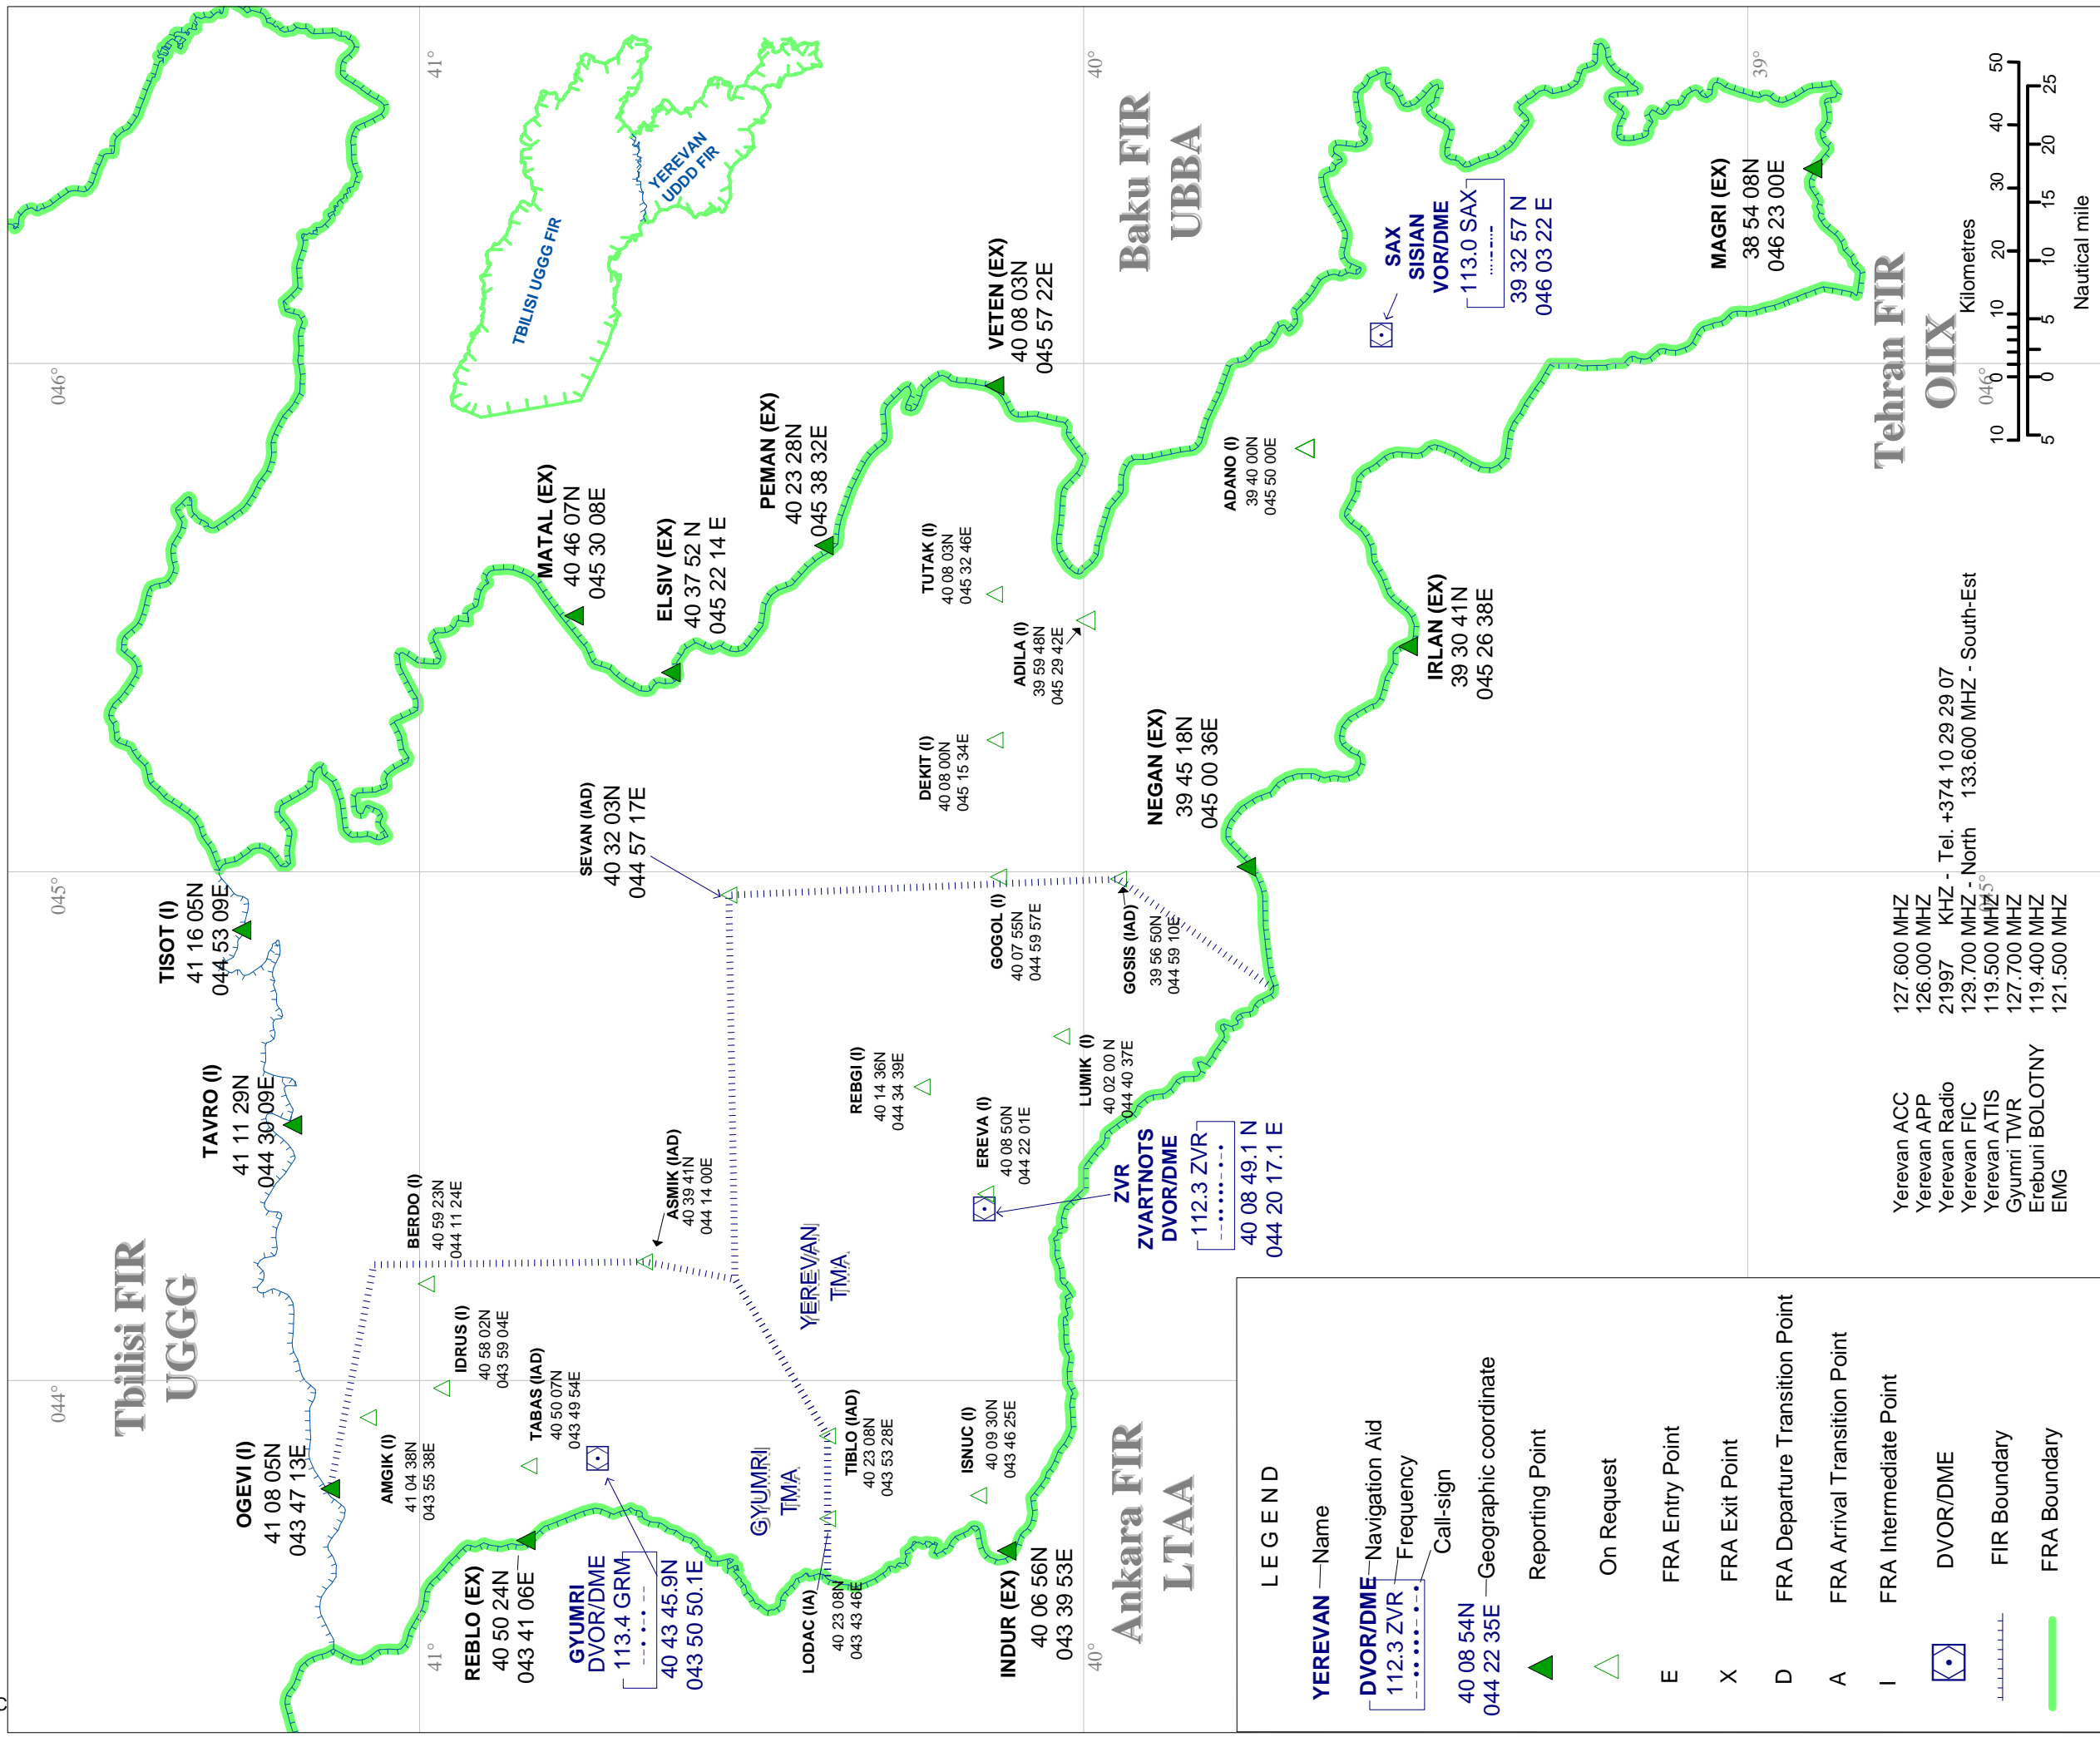 Tbilisi FIR
UGGG
044°
045°
046°
41°
40°
39°
TBILISI UGGG FIR
YEREVAN
UDDD FIR
OGEVI (I)
41 08 05N
043 47 13E
TAVRO (I)
41 11 29N
044 30 09E
TISOT (I)
41 16 05N
044 53 09E
AMGIK (I)
41 04 38N
043 55 38E
IDRUS (I)
40 58 02N
043 59 04E
BERDO (I)
40 59 23N
044 11 24E
TABAS (IAD)
40 50 07N
043 49 54E
REBLO (EX)
40 50 24N
043 41 06E
GYUMRI
DVOR/DME
113.4 GRM
40 43 45.9N
043 50 50.1E
ASMIK (IAD)
40 39 41N
044 14 00E
SEVAN (IAD)
40 32 03N
044 57 17E
MATAL (EX)
40 46 07N
045 30 08E
ELSIV (EX)
40 37 52 N
045 22 14 E
PEMAN (EX)
40 23 28N
045 38 32E
VETEN (EX)
40 08 03N
045 57 22E
GYUMRI
TMA
YEREVAN
TMA
TIBLO (IAD)
40 23 08N
043 53 28E
LODAC (IA)
40 23 08N
043 43 46E
ISNUC (I)
40 09 30N
043 46 25E
INDUR (EX)
40 06 56N
043 39 53E
REBGI (I)
40 14 36N
044 34 39E
EREVA (I)
40 08 50N
044 22 01E
ZVR
ZVARTNOTS
DVOR/DME
112.3 ZVR
40 08 49.1 N
044 20 17.1 E
LUMIK (I)
40 02 00 N
044 40 37E
GOGOL (I)
40 07 55N
044 59 57E
GOSIS (IAD)
39 56 50N
044 59 10E
DEKIT (I)
40 08 00N
045 15 34E
TUTAK (I)
40 08 03N
045 32 46E
ADILA (I)
39 59 48N
045 29 42E
NEGAN (EX)
39 45 18N
045 00 36E
IRLAN (EX)
39 30 41N
045 26 38E
ADANO (I)
39 40 00N
045 50 00E
Baku FIR
UBBA
SAX
SISIAN
VOR/DME
113.0 SAX
39 32 57 N
046 03 22 E
MAGRI (EX)
38 54 08N
046 23 00E
Ankara FIR
LTAA
Tehran FIR
OIIX
41°
40°
045°
046°
Kilometres
10 0 10 20 30 40 50
5 0 5 10 15 20 25
Nautical mile
Yerevan ACC 127.600 MHZ
Yerevan APP 126.000 MHZ
Yerevan Radio 21997 KHZ - Tel. +374 10 29 29 07
Yerevan FIC 129.700 MHZ - North 133.600 MHZ - South-Est
Yerevan ATIS 119.500 MHZ
Gyumri TWR 127.700 MHZ
Erebuni BOLOTNY 119.400 MHZ
EMG 121.500 MHZ
LEGEND
YEREVAN Name
DVOR/DME Navigation Aid
112.3 ZVR Frequency
Call-sign
40 08 54N
044 22 35E Geographic coordinate
Reporting Point
On Request
E FRA Entry Point
X FRA Exit Point
D FRA Departure Transition Point
A FRA Arrival Transition Point
I FRA Intermediate Point
DVOR/DME
FIR Boundary
FRA Boundary